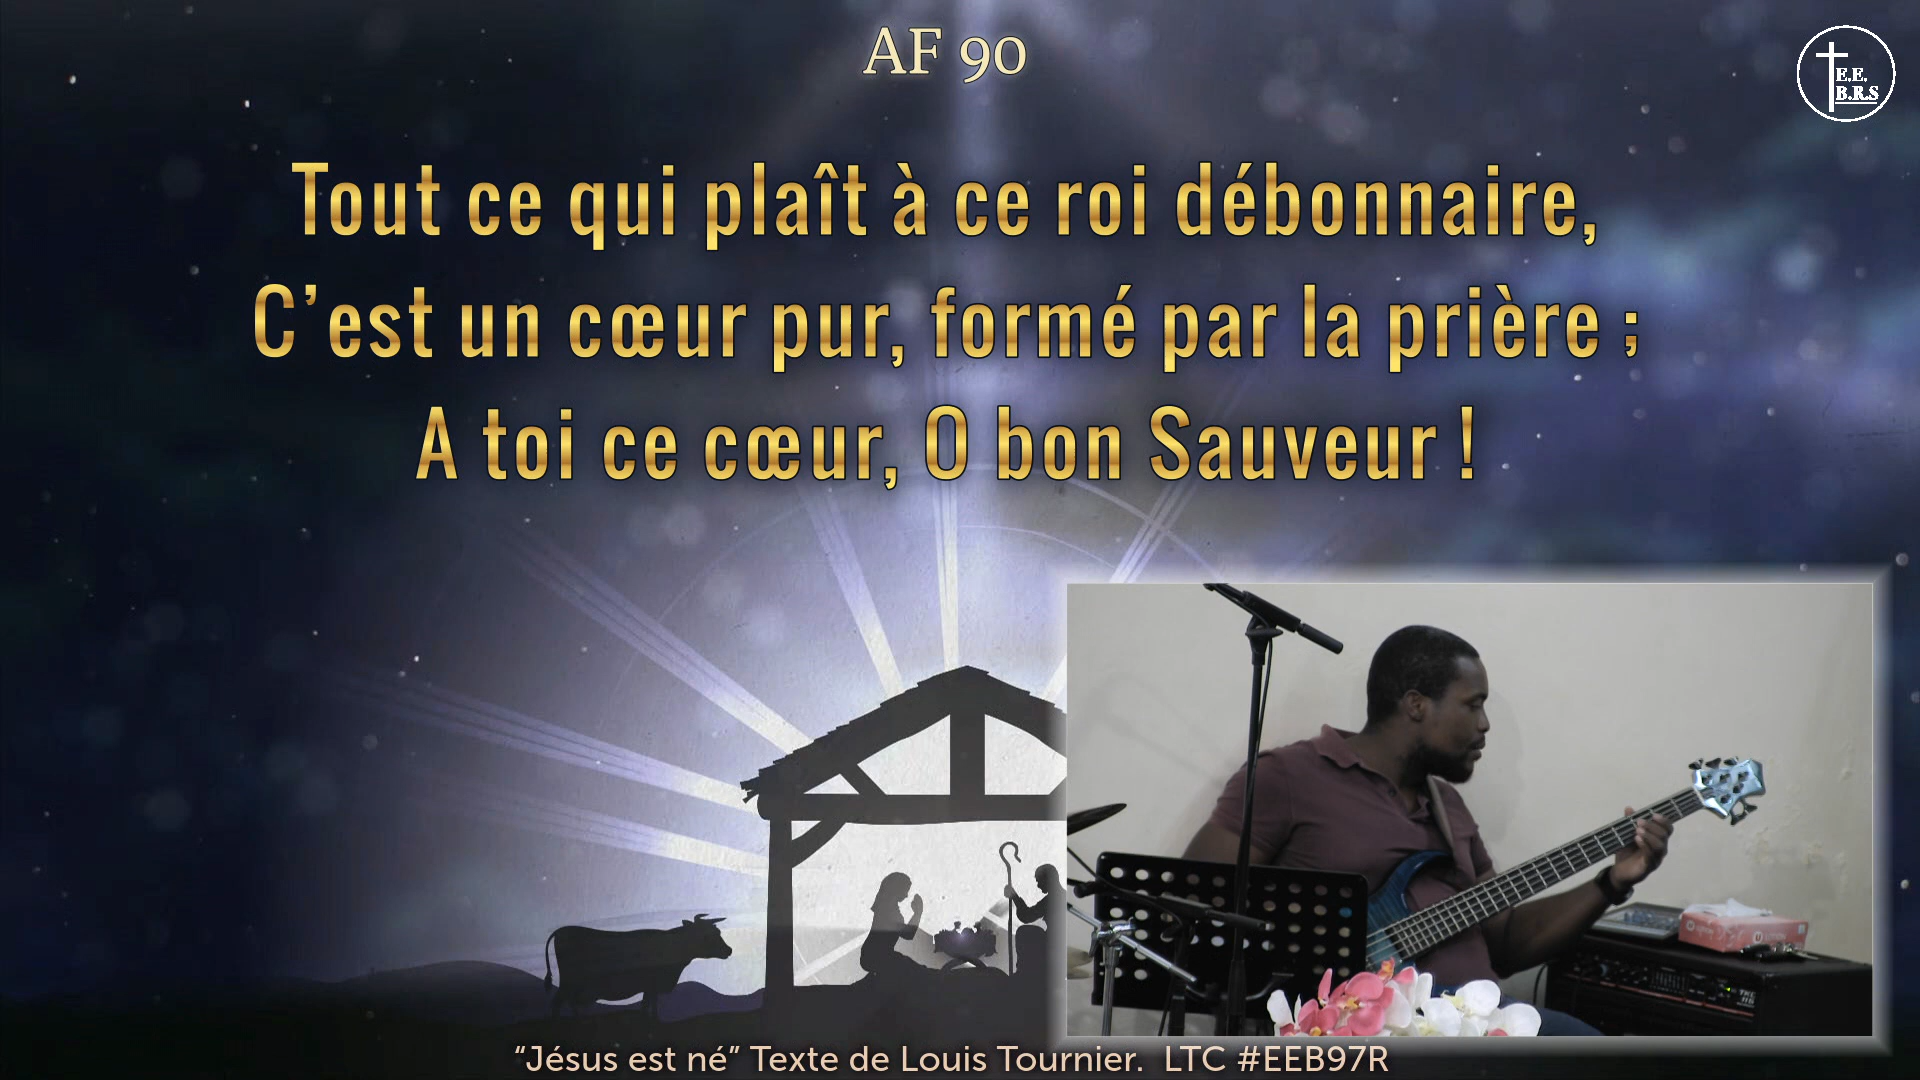 AF 90
E.E.
B.R.S
Tout ce qui plaît à ce roi débonnaire,
C’est un cœur pur, formé par la prière ;
A toi ce cœur, O bon Sauveur !
“Jésus est né” Texte de Louis Tournier. LTC #EEB97R